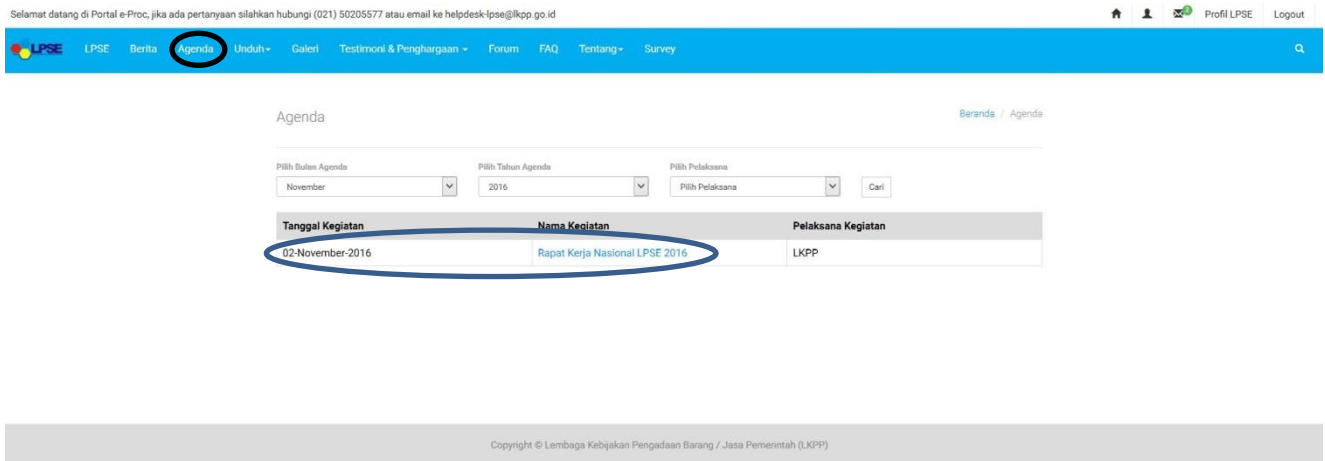 Selamat datang di Portal e-Proc, jika ada pertanyaan silahkan hubungi (021) 50205577 atau email ke helpdesk-lpse@lkpp.go.id
2 Profil LPSE Logout
LPSE LPSE Berita Agenda Unduh Galeri Testimoni & Penghargaan Forum FAQ Tentang Survey
Agenda
Beranda / Agenda
Pilih Bulan Agenda Pilih Tahun Agenda Pilih Pelaksana
November 2016 Pilih Pelaksana Cari
Tanggal Kegiatan Nama Kegiatan Pelaksana Kegiatan
02-November-2016 Rapat Kerja Nasional LPSE 2016 LKPP
Copyright © Lembaga Kebijakan Pengadaan Barang / Jasa Pemerintah (LKPP)